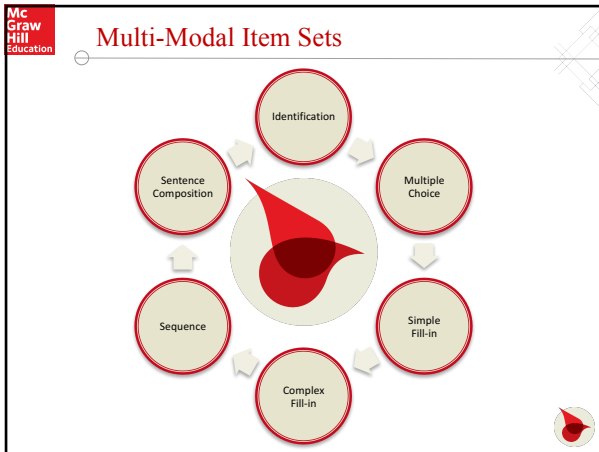 Mc
Graw
Hill
Education
Multi-Modal Item Sets
Identification
Multiple
Choice
Simple
Fill-in
Complex
Fill-in
Sequence
Sentence
Composition